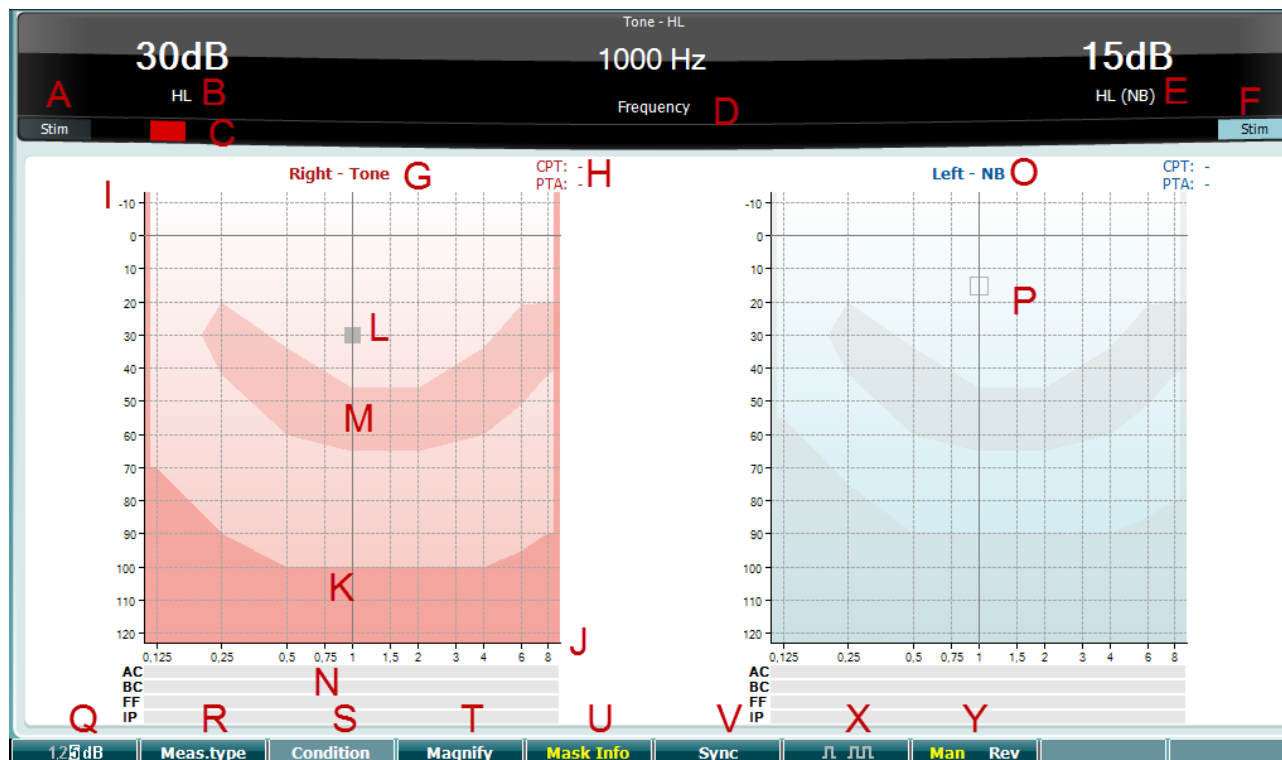 Tone - HL
30dB 1000 Hz 15dB
A HL B Frequency D HL (NB) E F
Stim C Stim
Right - Tone G CPT: - H Left - NB O CPT: -
PTA: - PTA: -
I
-10 -10
0 0
10 10
P
20 20
L
30 30
40 40
M
50 50
60 60
70 70
80 80
90 90
100 100
K
110 110
120 120
J
0,125 0,25 0,5 0,75 1 1,5 2 3 4 6 8 0,125 0,25 0,5 0,75 1 1,5 2 3 4 6 8
AC AC
N
BC BC
FF FF
IP IP
Q R S T U V X Y
1,2 5 dB Meas.type Condition Magnify Mask Info Sync Man Rev